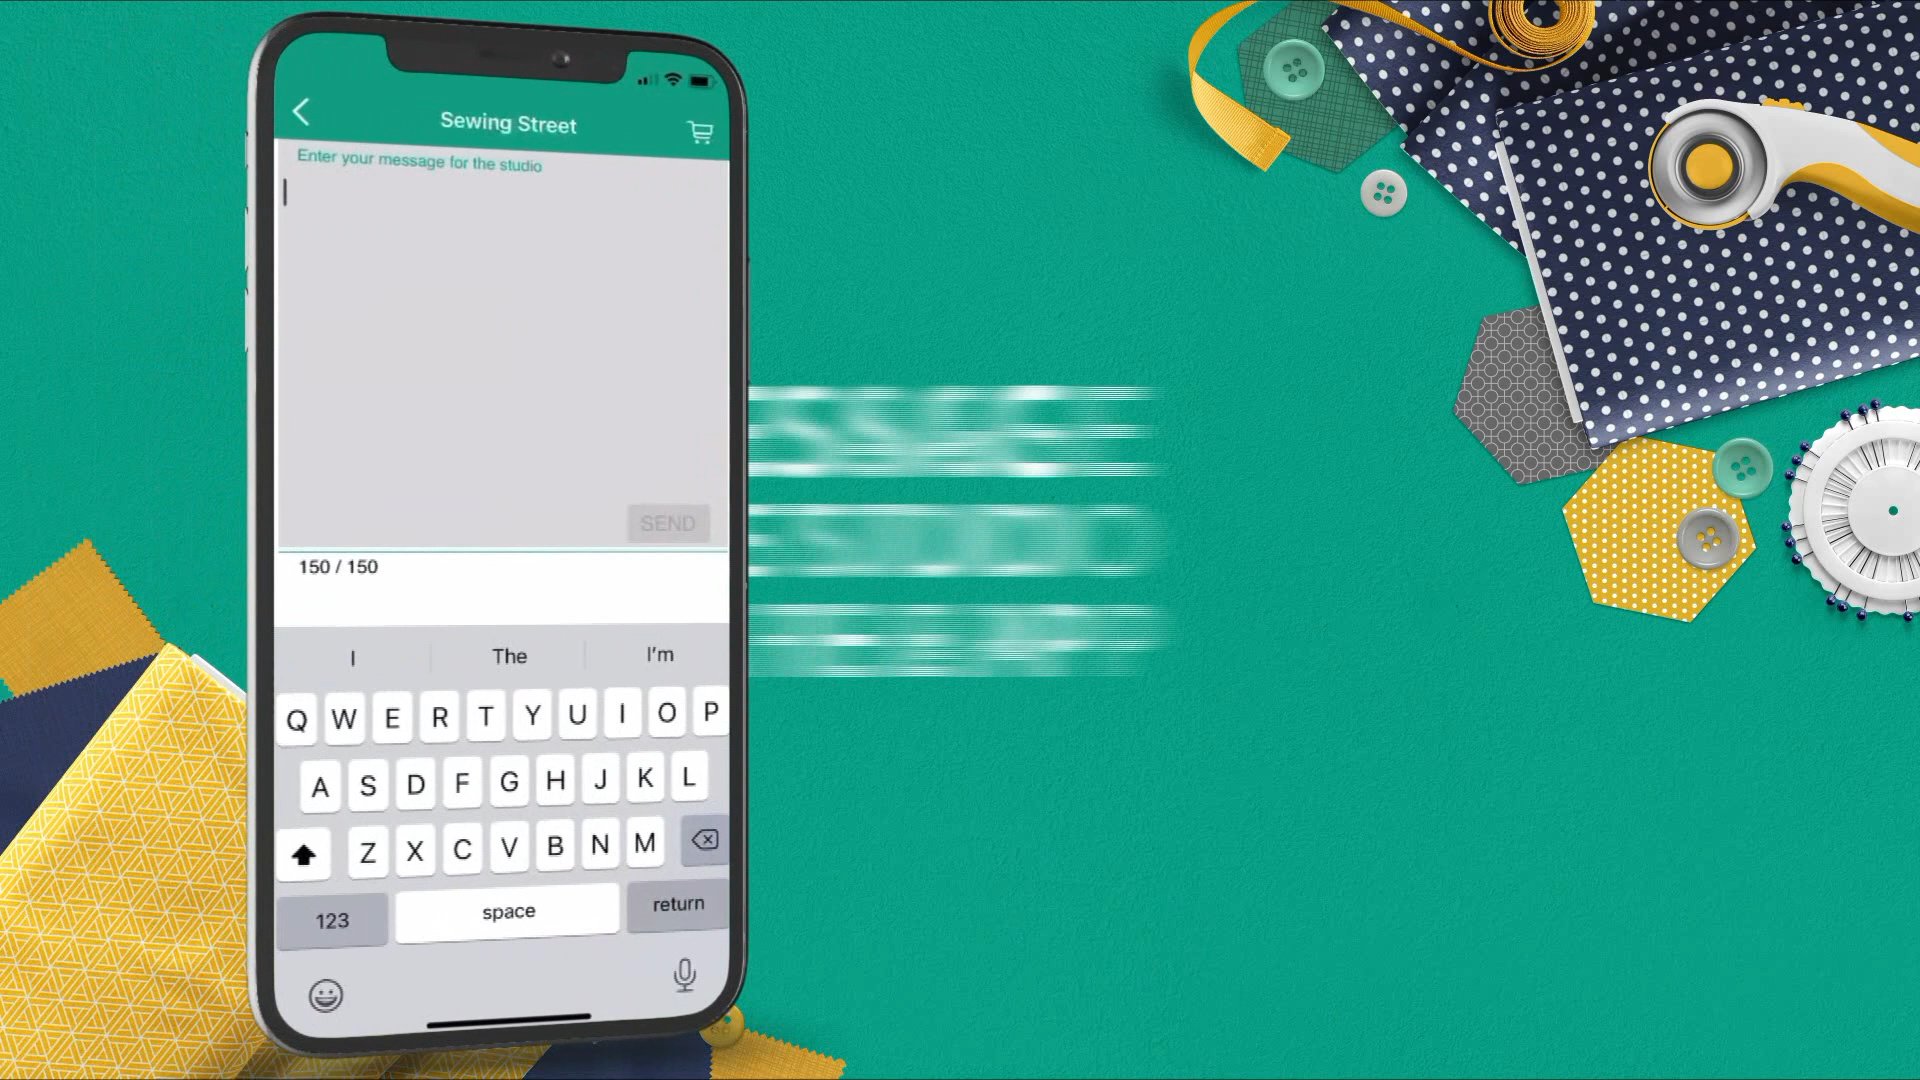 Sewing Street
Enter your message for the studio
SEND
150 / 150
I The I'm
Q W E R T Y U I O P
A S D F G H J K L
Z X C V B N M
123 space return